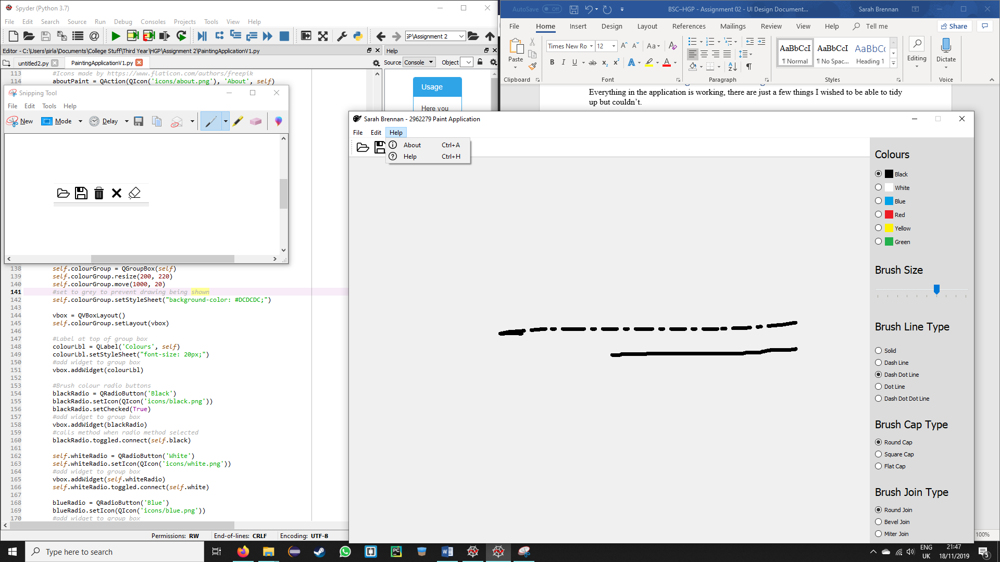 Spyder (Python 3.7)
File Edit Search Source Run Debug Consoles Projects Tools View Help
3P\Assignment 2
Editor - C:\Users\sirla\Documents\College Stuff\Third Year\HGP\Assignment 2\PaintingApplicationV1.py
untitled2.py PaintingApplicationV1.py
113 #Icons made by https://www.flaticon.com/authors/freepik
114 aboutPaint = QAction(QIcon('icons/about.png'), 'About', self)
Help
Source Console Object
Usage
Here you
Snipping Tool
File Edit Tools Help
New Mode Delay
138 self.colourGroup = QGroupBox(self)
139 self.colourGroup.resize(200, 220)
140 self.colourGroup.move(1000, 20)
141 #set to grey to prevent drawing being shown
142 self.colourGroup.setStyleSheet("background-color: #DCDCDC;")
143
144 vbox = QVBoxLayout()
145 self.colourGroup.setLayout(vbox)
146
147 #Label at top of group box
148 colourLbl = QLabel('Colours', self)
149 colourLbl.setStyleSheet("font-size: 20px;")
150 #add widget to group box
151 vbox.addWidget(colourLbl)
152
153 #Brush colour radio buttons
154 blackRadio = QRadioButton('Black')
155 blackRadio.setIcon(QIcon('icons/black.png'))
156 blackRadio.setChecked(True)
157 #add widget to group box
158 vbox.addWidget(blackRadio)
159 #calls method when radio method selected
160 blackRadio.toggled.connect(self.black)
161
162 self.whiteRadio = QRadioButton('White')
163 self.whiteRadio.setIcon(QIcon('icons/white.png'))
164 #add widget to group box
165 vbox.addWidget(self.whiteRadio)
166 self.whiteRadio.toggled.connect(self.white)
167
168 blueRadio = QRadioButton('Blue')
169 blueRadio.setIcon(QIcon('icons/blue.png'))
170 #add widget to group box
Permissions: RW End-of-lines: CRLF Encoding: UTF-8
AutoSave Off BSC–HGP - Assignment 02 - UI Design Document... Sarah Brennan
File Home Insert Design Layout References Mailings Review View Help Tell me Share
Paste
Clipboard
Times New Ro 12
Font
Paragraph
AaBbCcI AaBbCcI AaBbCc
¶ Normal ¶ No Spac... Heading 1
Styles
Editing
Dictate
Voice
Everything in the application is working, there are just a few things I wished to be able to tidy
up but couldn’t.
Sarah Brennan - 2962279 Paint Application
File Edit Help
About Ctrl+A
Help Ctrl+H
Colours
Black
White
Blue
Red
Yellow
Green
Brush Size
Brush Line Type
Solid
Dash Line
Dash Dot Line
Dot Line
Dash Dot Dot Line
Brush Cap Type
Round Cap
Square Cap
Flat Cap
Brush Join Type
Round Join
Bevel Join
Miter Join
100%
Type here to search
ENG
UK
21:47
18/11/2019
5